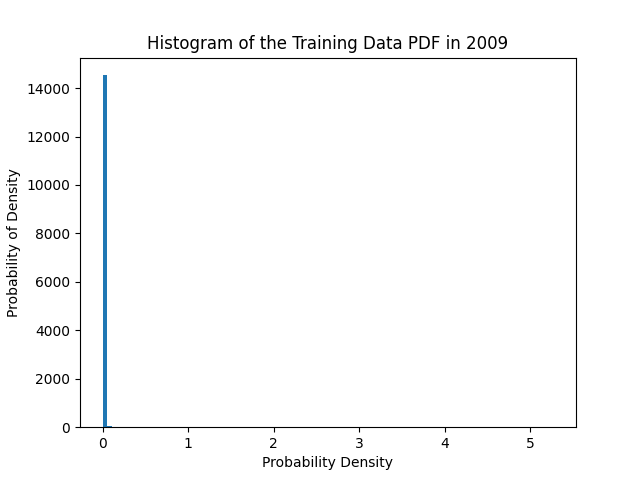 Histogram of the Training Data PDF in 2009
14000
12000
10000
8000
6000
4000
2000
0
Probability of Density
0 1 2 3 4 5
Probability Density